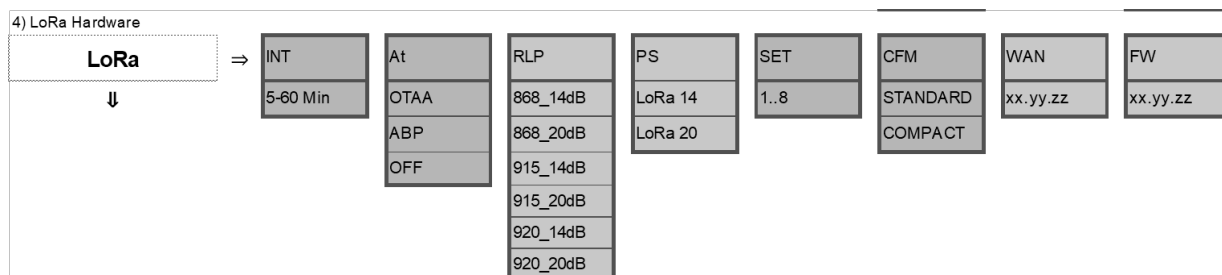 4) LoRa Hardware
LoRa ⇒ INT At RLP PS SET CFM WAN FW
⇓ 5-60 Min OTAA 868_14dB LoRa 14 1..8 STANDARD xx.yy.zz xx.yy.zz
ABP 868_20dB LoRa 20 COMPACT
OFF 915_14dB
915_20dB
920_14dB
920_20dB